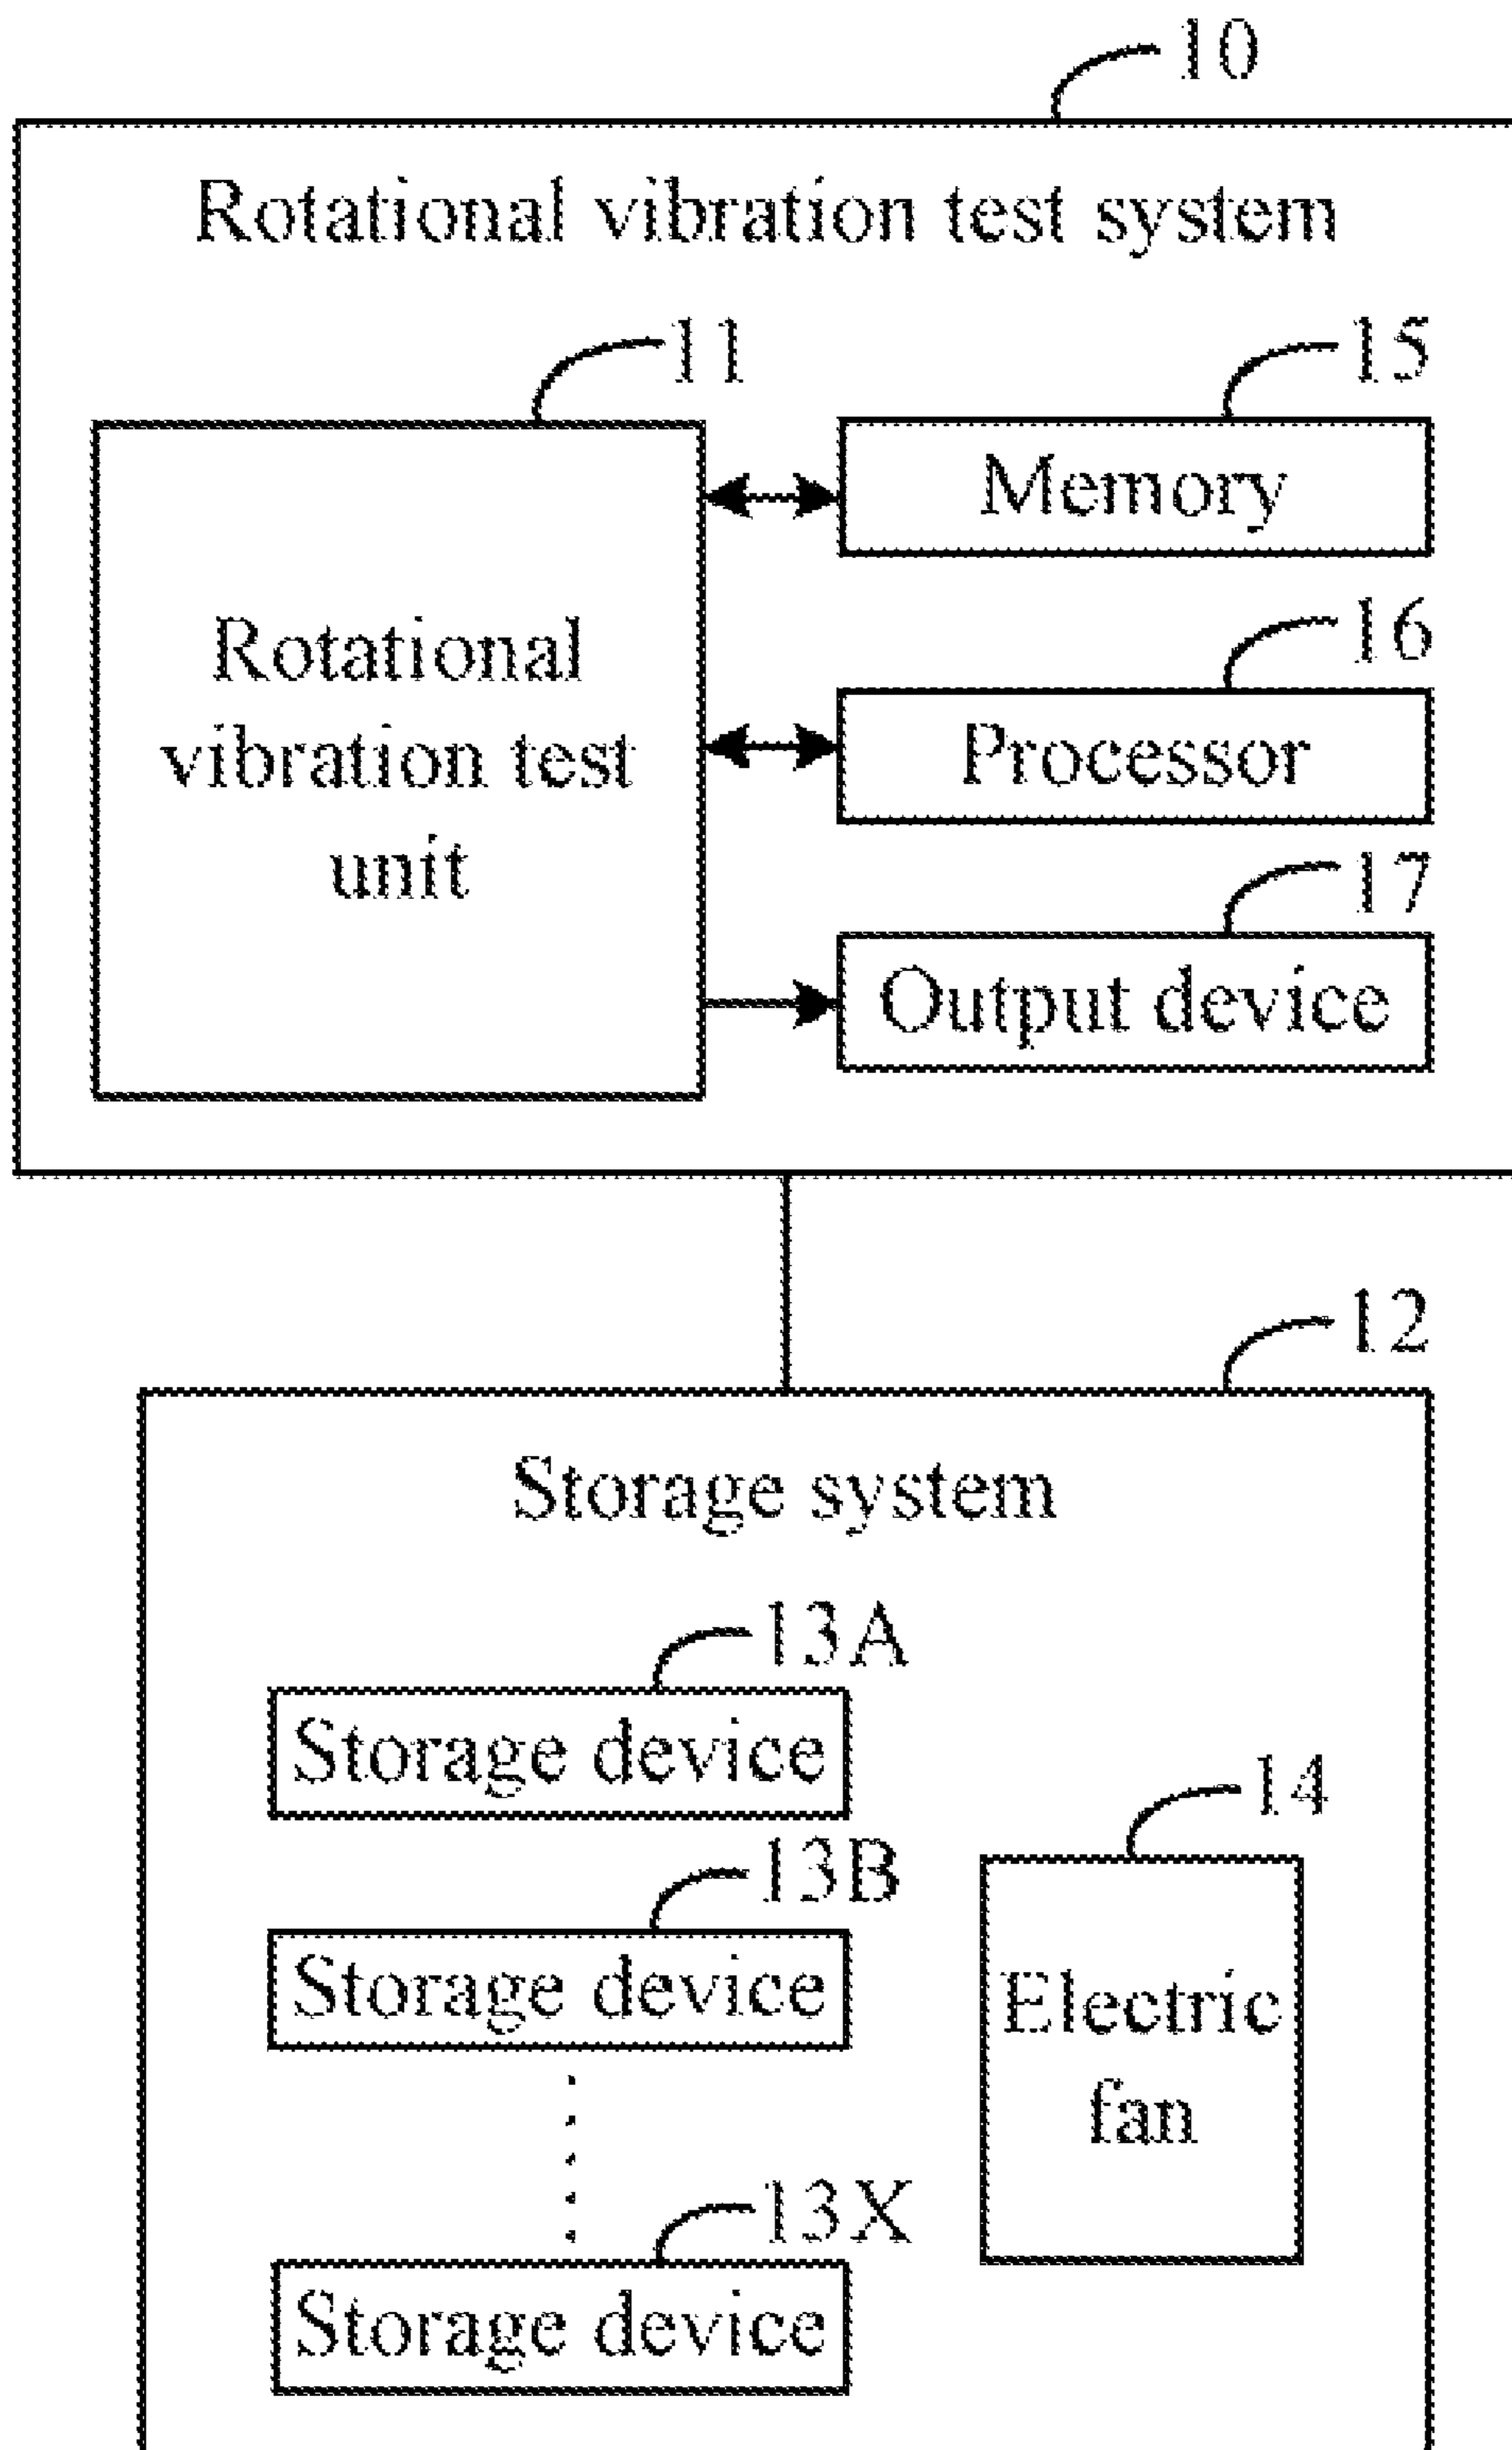 10
Rotational vibration test system
11
15
Memory
Rotational
vibration test
unit
16
Processor
17
Output device
12
Storage system
13A
Storage device
14
13B
Storage device
Electric
fan
13X
Storage device